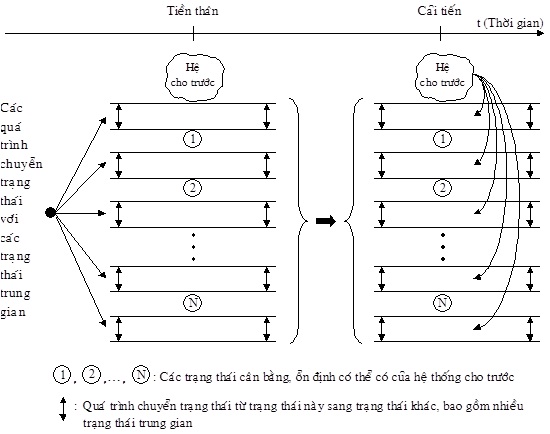 Tiền thân
Cải tiến
t (Thời gian)
Hệ
cho trước
Hệ
cho trước
Các
quá
trình
chuyển
trạng
thái
với
các
trạng
thái
trung
gian
1
2
N
1
2
N
1 , 2 ,..., N : Các trạng thái cân bằng, ổn định có thể có của hệ thống cho trước
: Quá trình chuyển trạng thái từ trạng thái này sang trạng thái khác, bao gồm nhiều
trạng thái trung gian